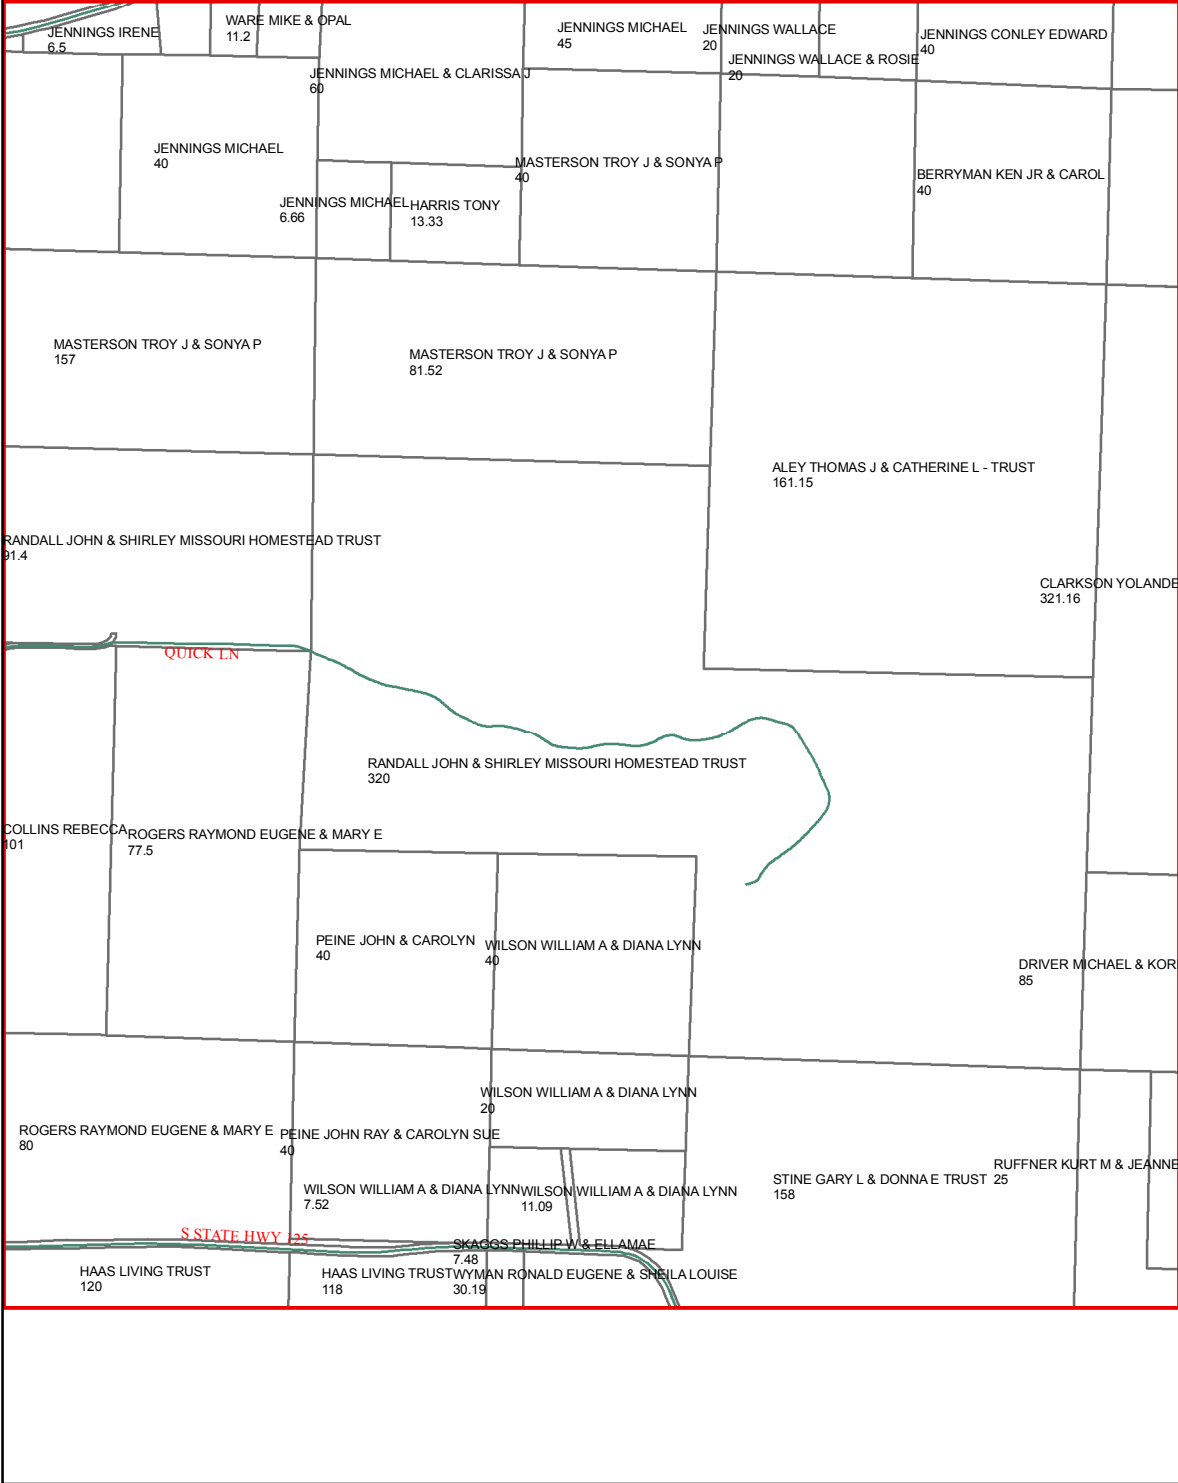 WARE MIKE & OPAL
11.2
JENNINGS IRENE
6.5
JENNINGS MICHAEL
45
JENNINGS WALLACE
20
JENNINGS CONLEY EDWARD
40
JENNINGS WALLACE & ROSIE
20
JENNINGS MICHAEL & CLARISSA J
60
JENNINGS MICHAEL
40
MASTERSON TROY J & SONYA P
40
BERRYMAN KEN JR & CAROL
40
JENNINGS MICHAEL
6.66
HARRIS TONY
13.33
MASTERSON TROY J & SONYA P
157
MASTERSON TROY J & SONYA P
81.52
ALEY THOMAS J & CATHERINE L - TRUST
161.15
RANDALL JOHN & SHIRLEY MISSOURI HOMESTEAD TRUST
91.4
CLARKSON YOLANDE
321.16
QUICK LN
RANDALL JOHN & SHIRLEY MISSOURI HOMESTEAD TRUST
320
COLLINS REBECCA
101
ROGERS RAYMOND EUGENE & MARY E
77.5
PEINE JOHN & CAROLYN
40
WILSON WILLIAM A & DIANA LYNN
40
DRIVER MICHAEL & KOR
85
WILSON WILLIAM A & DIANA LYNN
20
ROGERS RAYMOND EUGENE & MARY E
80
PEINE JOHN RAY & CAROLYN SUE
40
RUFFNER KURT M & JEANNE
25
STINE GARY L & DONNA E TRUST
158
WILSON WILLIAM A & DIANA LYNN
7.52
WILSON WILLIAM A & DIANA LYNN
11.09
S STATE HWY 125
SKAGGS PHILLIP W & ELLAMAE
7.48
HAAS LIVING TRUST
120
HAAS LIVING TRUST
118
WYMAN RONALD EUGENE & SHEILA LOUISE
30.19